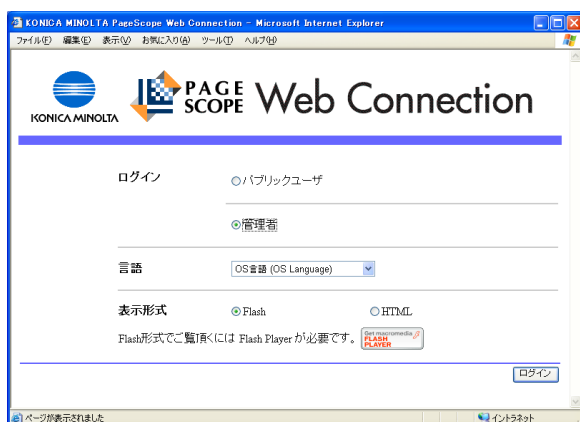 KONICA MINOLTA PageScope Web Connection - Microsoft Internet Explorer
ファイル(F) 編集(E) 表示(V) お気に入り(A) ツール(T) ヘルプ(H)
KONICA MINOLTA
PAGE SCOPE Web Connection
ログイン
パブリックユーザ
管理者
言語
OS言語 (OS Language)
表示形式
Flash
HTML
Flash形式でご覧頂くには Flash Player が必要です。
Get macromedia FLASH PLAYER
ログイン
ページが表示されました
イントラネット